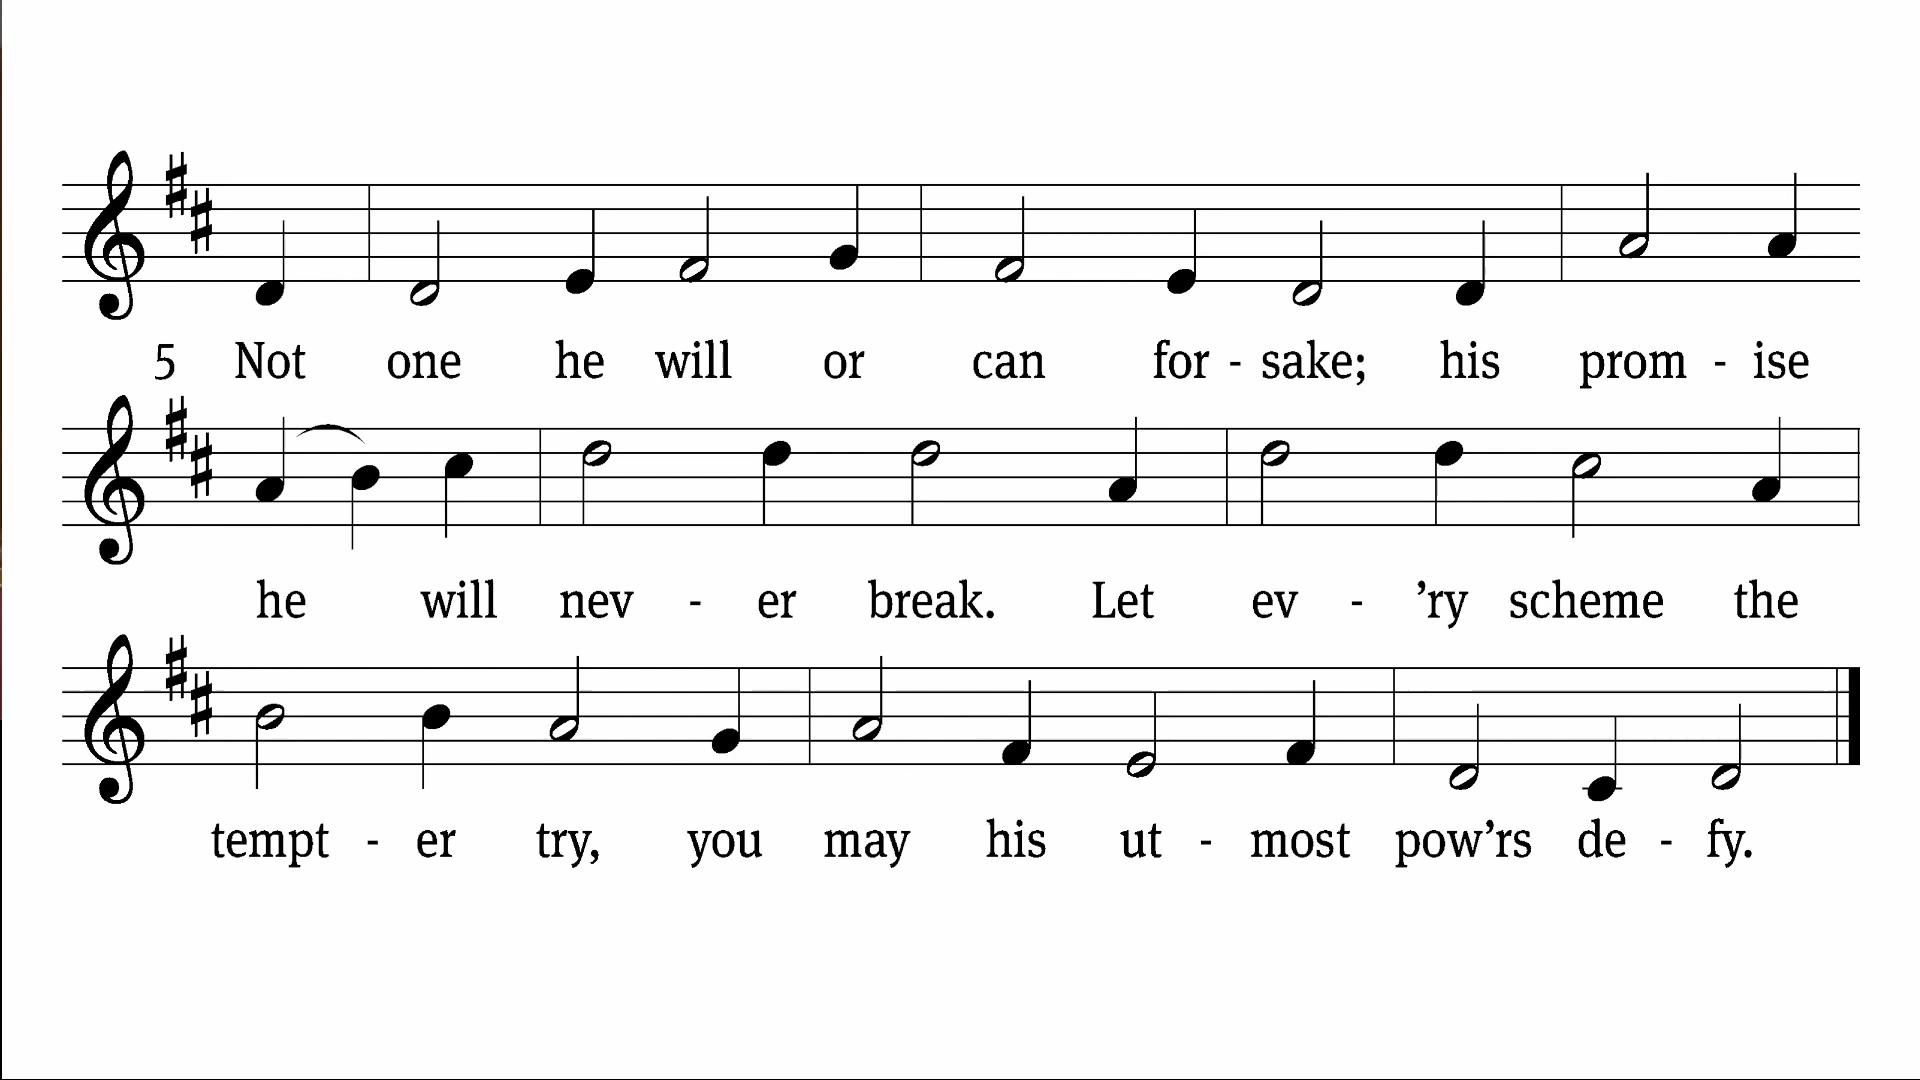 5 Not one he will or can for - sake; his prom - ise
he will nev - er break. Let ev - ’ry scheme the
tempt - er try, you may his ut - most pow’rs de - fy.